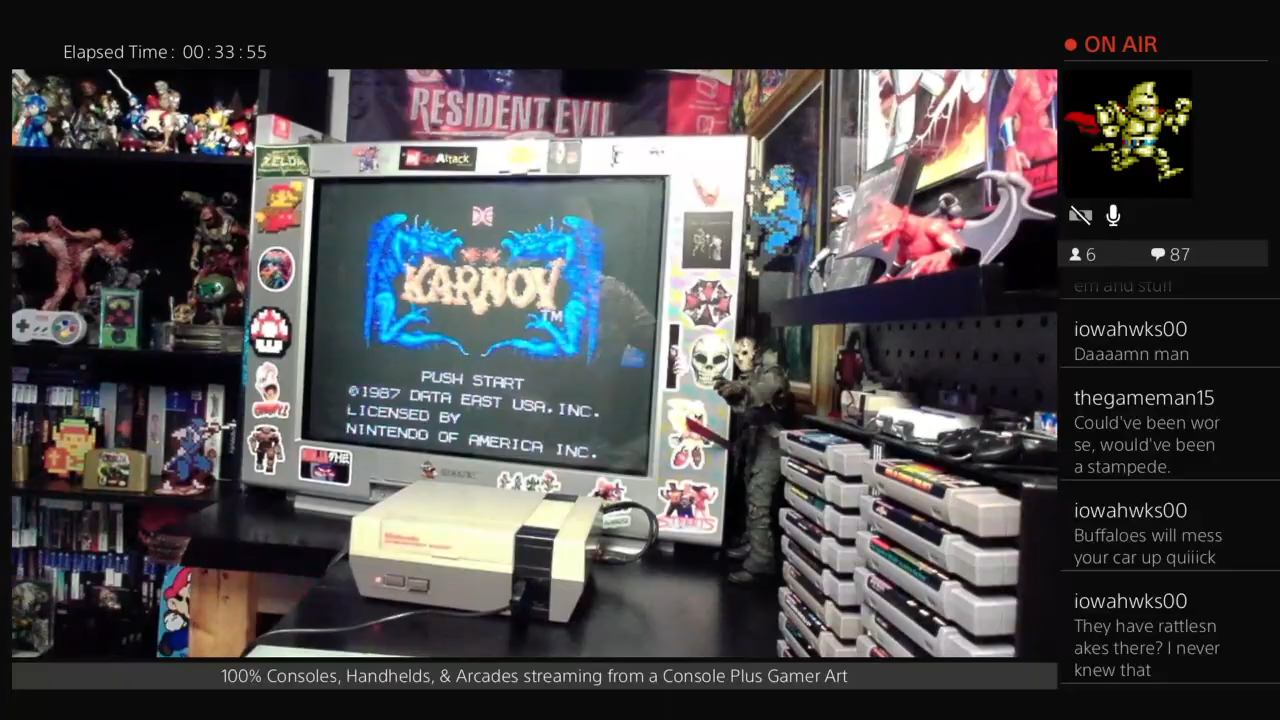 Elapsed Time: 00:33:55
ON AIR
RESIDENT EVIL
ZELDA
KARNOV
TM
PUSH START
©1987 DATA EAST USA, INC.
LICENSED BY
NINTENDO OF AMERICA INC.
Nintendo
STREETS
6
87
em and stuff
iowahwks00
Daaaamn man
thegameman15
Could've been wor
se, would've been
a stampede.
iowahwks00
Buffaloes will mess
your car up quiiick
iowahwks00
They have rattlesn
akes there? I never
knew that
100% Consoles, Handhelds, & Arcades streaming from a Console Plus Gamer Art